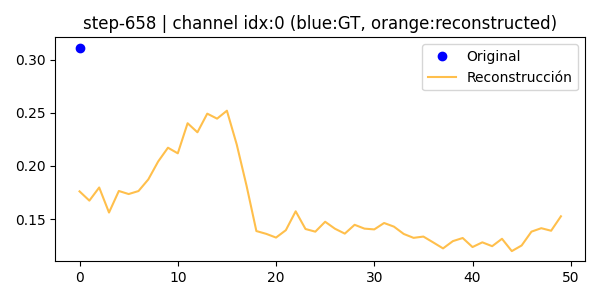 step-658 | channel idx:0 (blue:GT, orange:reconstructed)
Original
Reconstrucción
0.30
0.25
0.20
0.15
0 10 20 30 40 50